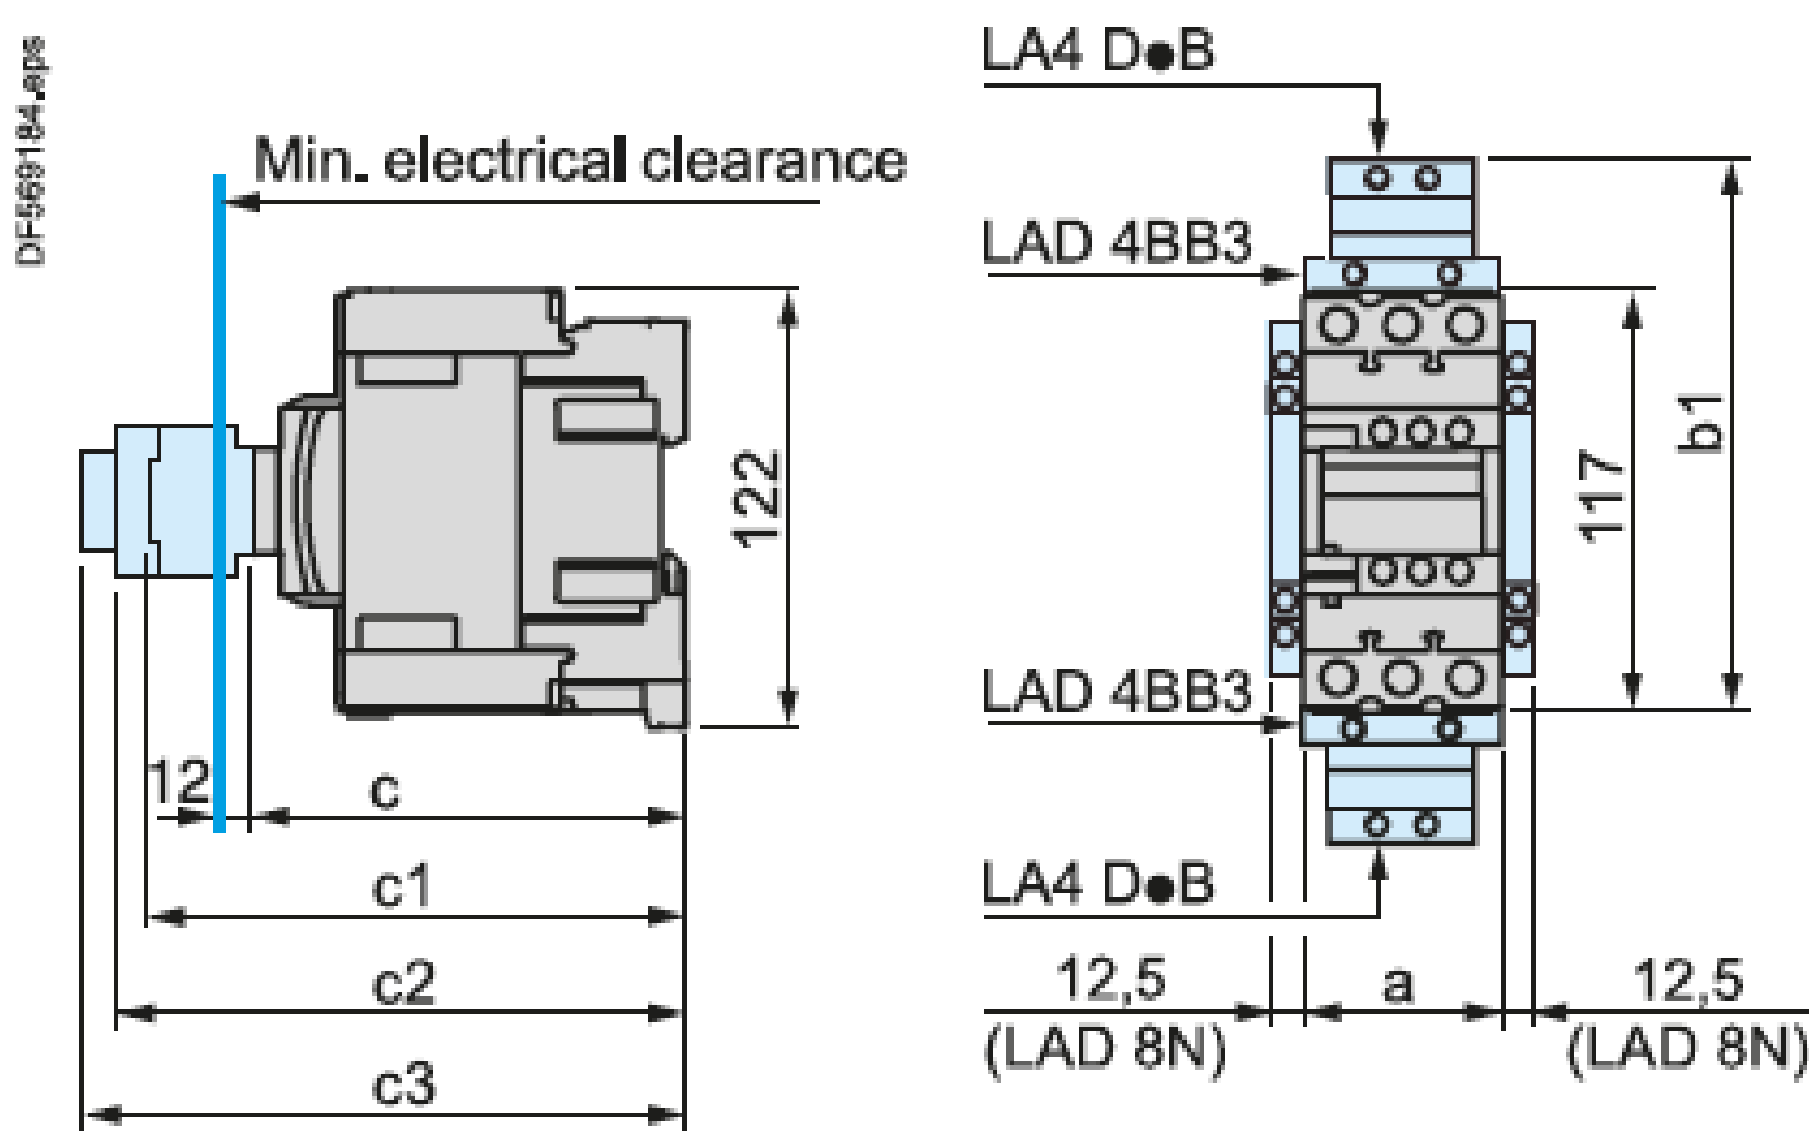 DF569184.eps
Min. electrical clearance
122
12
c
c1
c2
c3
LA4 D●B
LAD 4BB3
b1
117
LAD 4BB3
LA4 D●B
12,5
a
12,5
(LAD 8N)
(LAD 8N)